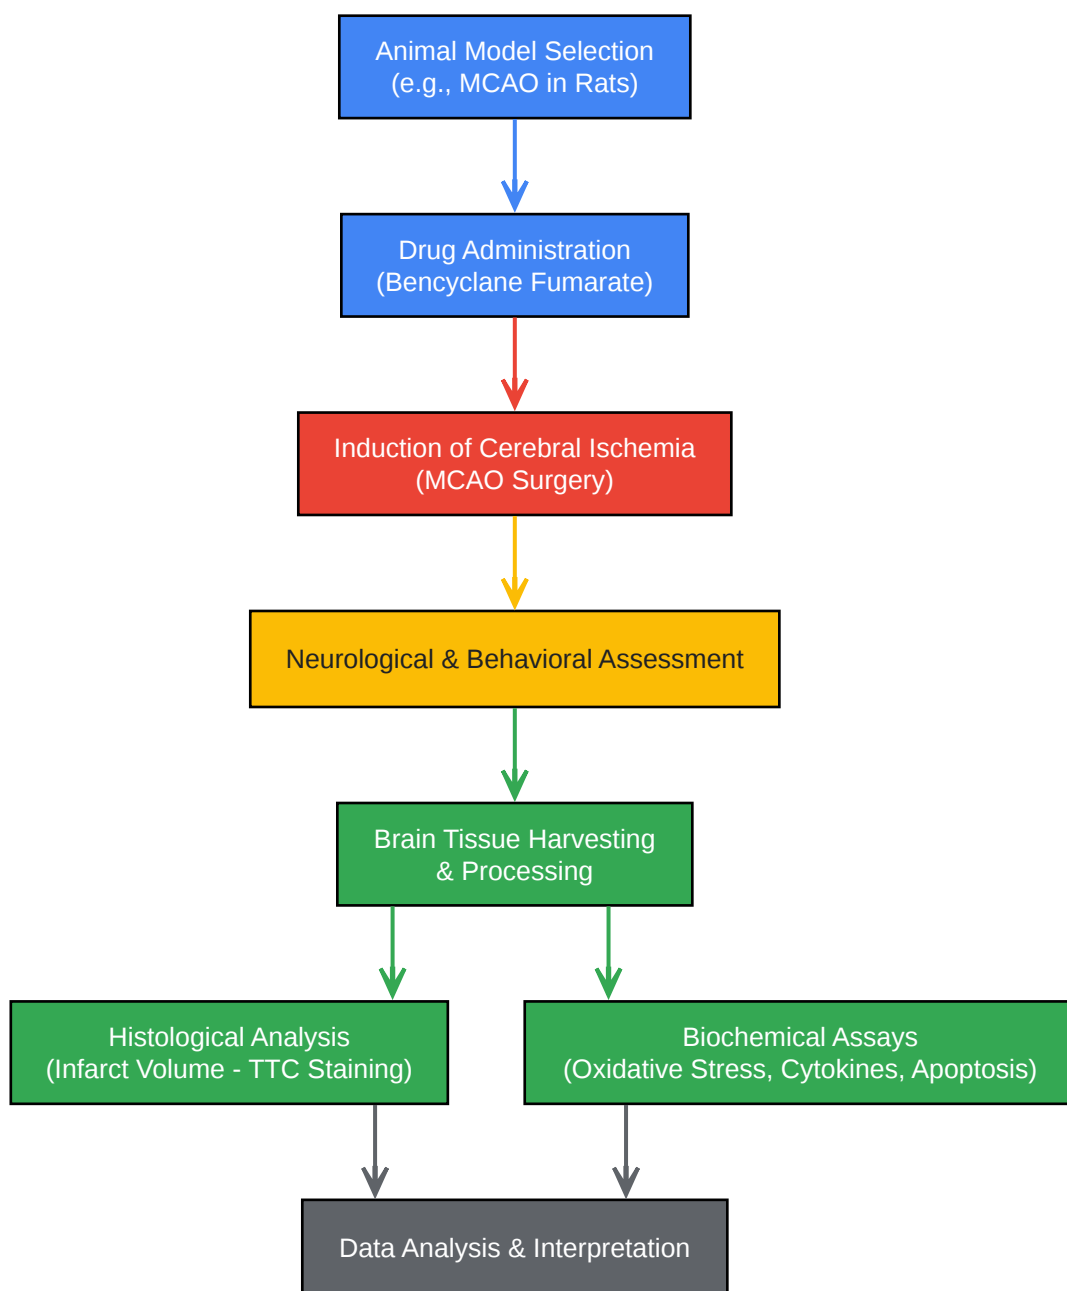 Animal Model Selection
(e.g., MCAO in Rats)
Drug Administration
(Bencyclane Fumarate)
Induction of Cerebral Ischemia
(MCAO Surgery)
Neurological & Behavioral Assessment
Brain Tissue Harvesting
& Processing
Histological Analysis
(Infarct Volume - TTC Staining)
Biochemical Assays
(Oxidative Stress, Cytokines, Apoptosis)
Data Analysis & Interpretation